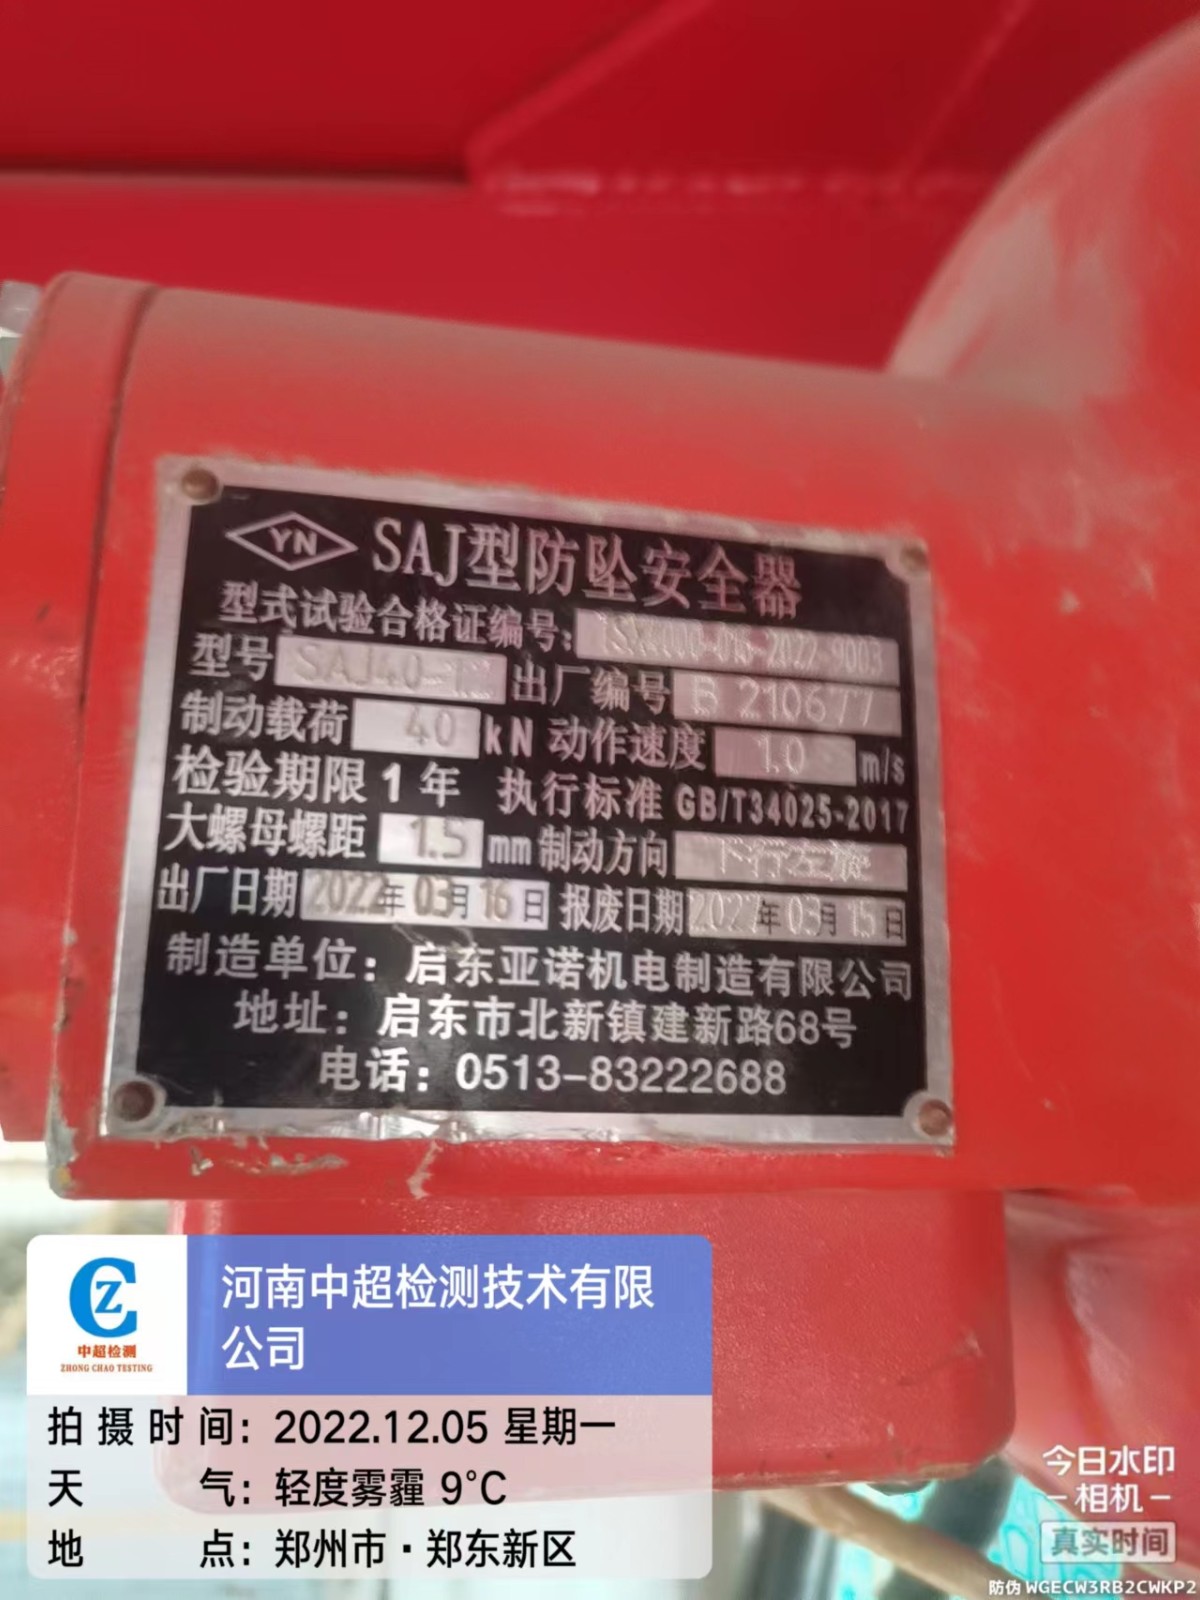 YN SAJ型防坠安全器
型式试验合格证编号: -2022-9003
型号 SAJ40- 出厂编号 B 210677
制动载荷 40 kN 动作速度 1.0 m/s
检验期限1年 执行标准 GB/T34025-2017
大螺母螺距 1.5 mm 制动方向 下行左旋
出厂日期 2022年 03月 16日 报废日期 2027年 03月 15日
制造单位：启东亚诺机电制造有限公司
地址：启东市北新镇建新路68号
电话：0513-83222688
CZ
中超检测
ZHONG CHAO TESTING
河南中超检测技术有限
公司
拍摄时间：2022.12.05 星期一
天气：轻度雾霾 9℃
地点：郑州市·郑东新区
今日水印
相机
真实时间
防伪 WGECW3RB2CWKP2